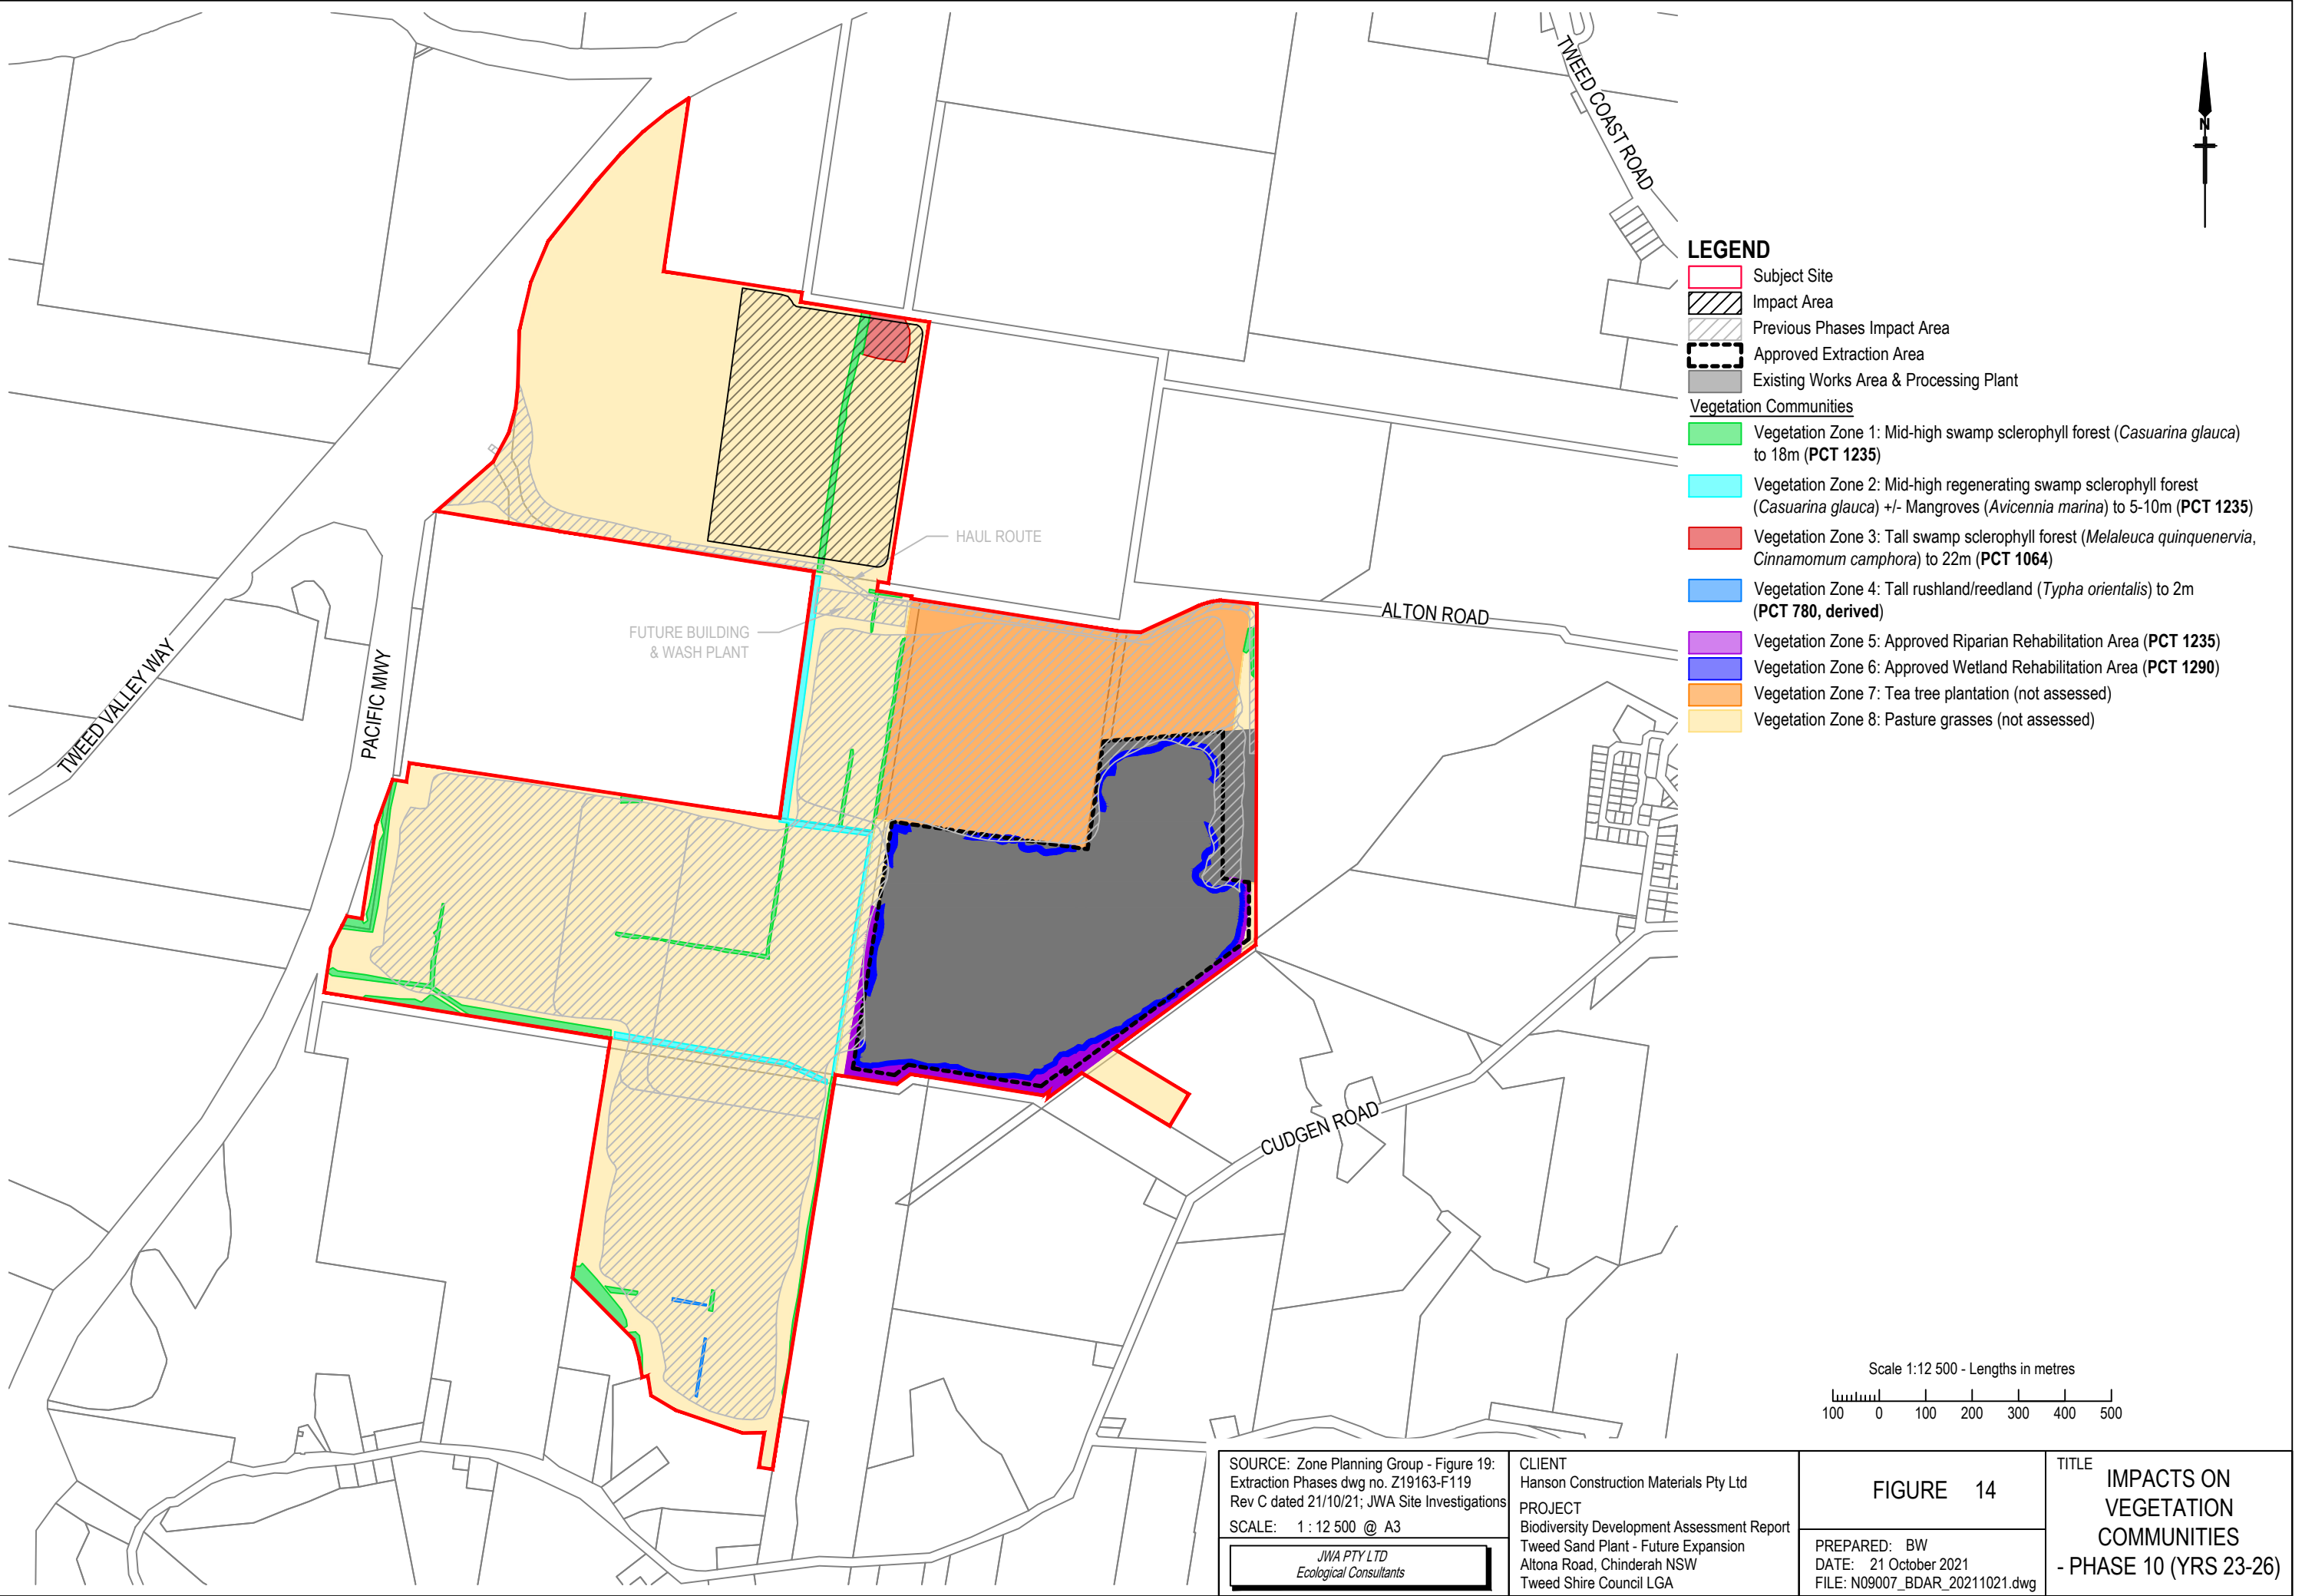 TWEED COAST ROAD
N
LEGEND
Subject Site
Impact Area
Previous Phases Impact Area
Approved Extraction Area
Existing Works Area & Processing Plant
Vegetation Communities
Vegetation Zone 1: Mid-high swamp sclerophyll forest (Casuarina glauca)
to 18m (PCT 1235)
Vegetation Zone 2: Mid-high regenerating swamp sclerophyll forest
(Casuarina glauca) +/- Mangroves (Avicennia marina) to 5-10m (PCT 1235)
Vegetation Zone 3: Tall swamp sclerophyll forest (Melaleuca quinquenervia,
Cinnamomum camphora) to 22m (PCT 1064)
Vegetation Zone 4: Tall rushland/reedland (Typha orientalis) to 2m
(PCT 780, derived)
Vegetation Zone 5: Approved Riparian Rehabilitation Area (PCT 1235)
Vegetation Zone 6: Approved Wetland Rehabilitation Area (PCT 1290)
Vegetation Zone 7: Tea tree plantation (not assessed)
Vegetation Zone 8: Pasture grasses (not assessed)
HAUL ROUTE
ALTON ROAD
FUTURE BUILDING
& WASH PLANT
TWEED VALLEY WAY
PACIFIC MWY
CUDGEN ROAD
Scale 1:12 500 - Lengths in metres
100 0 100 200 300 400 500
SOURCE: Zone Planning Group - Figure 19:
Extraction Phases dwg no. Z19163-F119
Rev C dated 21/10/21; JWA Site Investigations
SCALE: 1 : 12 500 @ A3
JWA PTY LTD
Ecological Consultants
CLIENT
Hanson Construction Materials Pty Ltd
PROJECT
Biodiversity Development Assessment Report
Tweed Sand Plant - Future Expansion
Altona Road, Chinderah NSW
Tweed Shire Council LGA
FIGURE 14
PREPARED: BW
DATE: 21 October 2021
FILE: N09007_BDAR_20211021.dwg
TITLE
IMPACTS ON
VEGETATION
COMMUNITIES
- PHASE 10 (YRS 23-26)